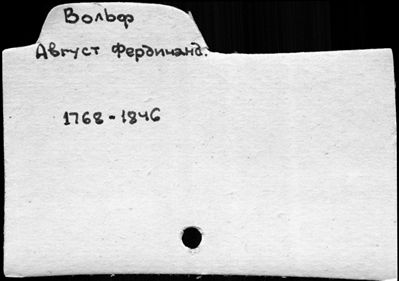 Вольф
Август Фердинанд.
1768-1846